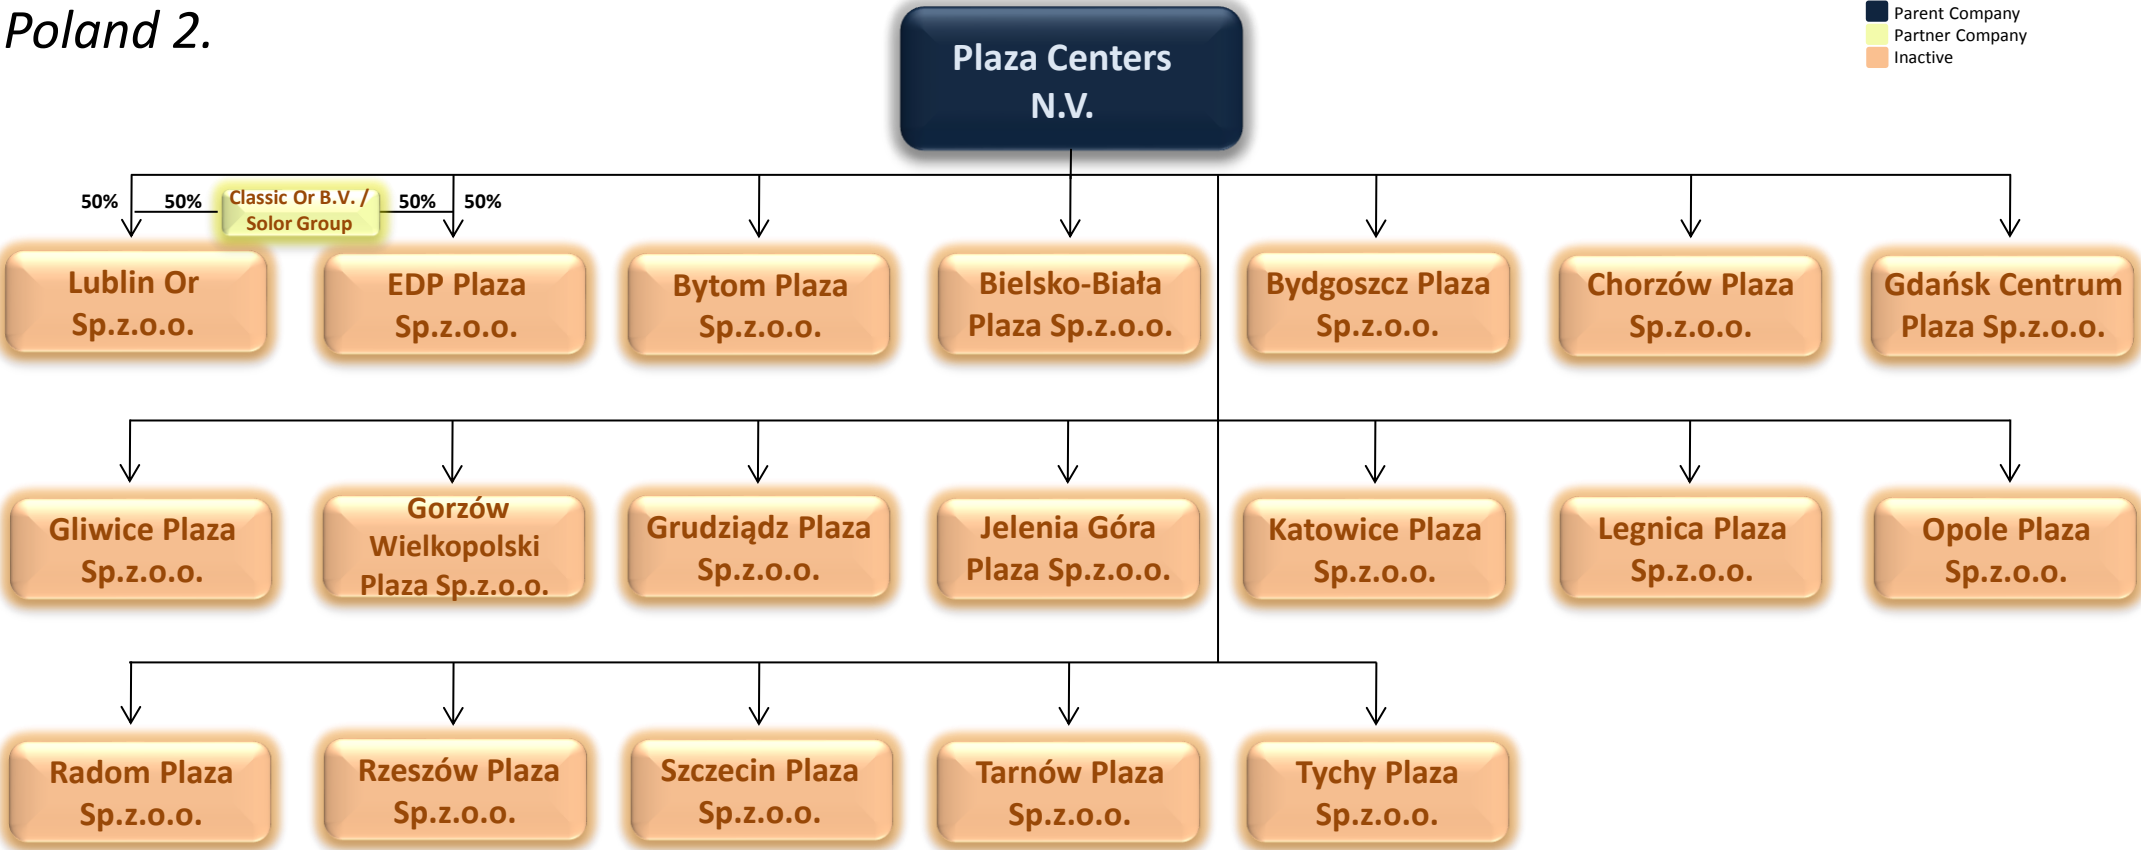 Poland 2.
Plaza Centers
N.V.
Parent Company
Partner Company
Inactive
50%
50%
Classic Or B.V. /
Solor Group
50%
50%
Lublin Or
Sp.z.o.o.
EDP Plaza
Sp.z.o.o.
Bytom Plaza
Sp.z.o.o.
Bielsko-Biała
Plaza Sp.z.o.o.
Bydgoszcz Plaza
Sp.z.o.o.
Chorzów Plaza
Sp.z.o.o.
Gdańsk Centrum
Plaza Sp.z.o.o.
Gliwice Plaza
Sp.z.o.o.
Gorzów
Wielkopolski
Plaza Sp.z.o.o.
Grudziądz Plaza
Sp.z.o.o.
Jelenia Góra
Plaza Sp.z.o.o.
Katowice Plaza
Sp.z.o.o.
Legnica Plaza
Sp.z.o.o.
Opole Plaza
Sp.z.o.o.
Radom Plaza
Sp.z.o.o.
Rzeszów Plaza
Sp.z.o.o.
Szczecin Plaza
Sp.z.o.o.
Tarnów Plaza
Sp.z.o.o.
Tychy Plaza
Sp.z.o.o.